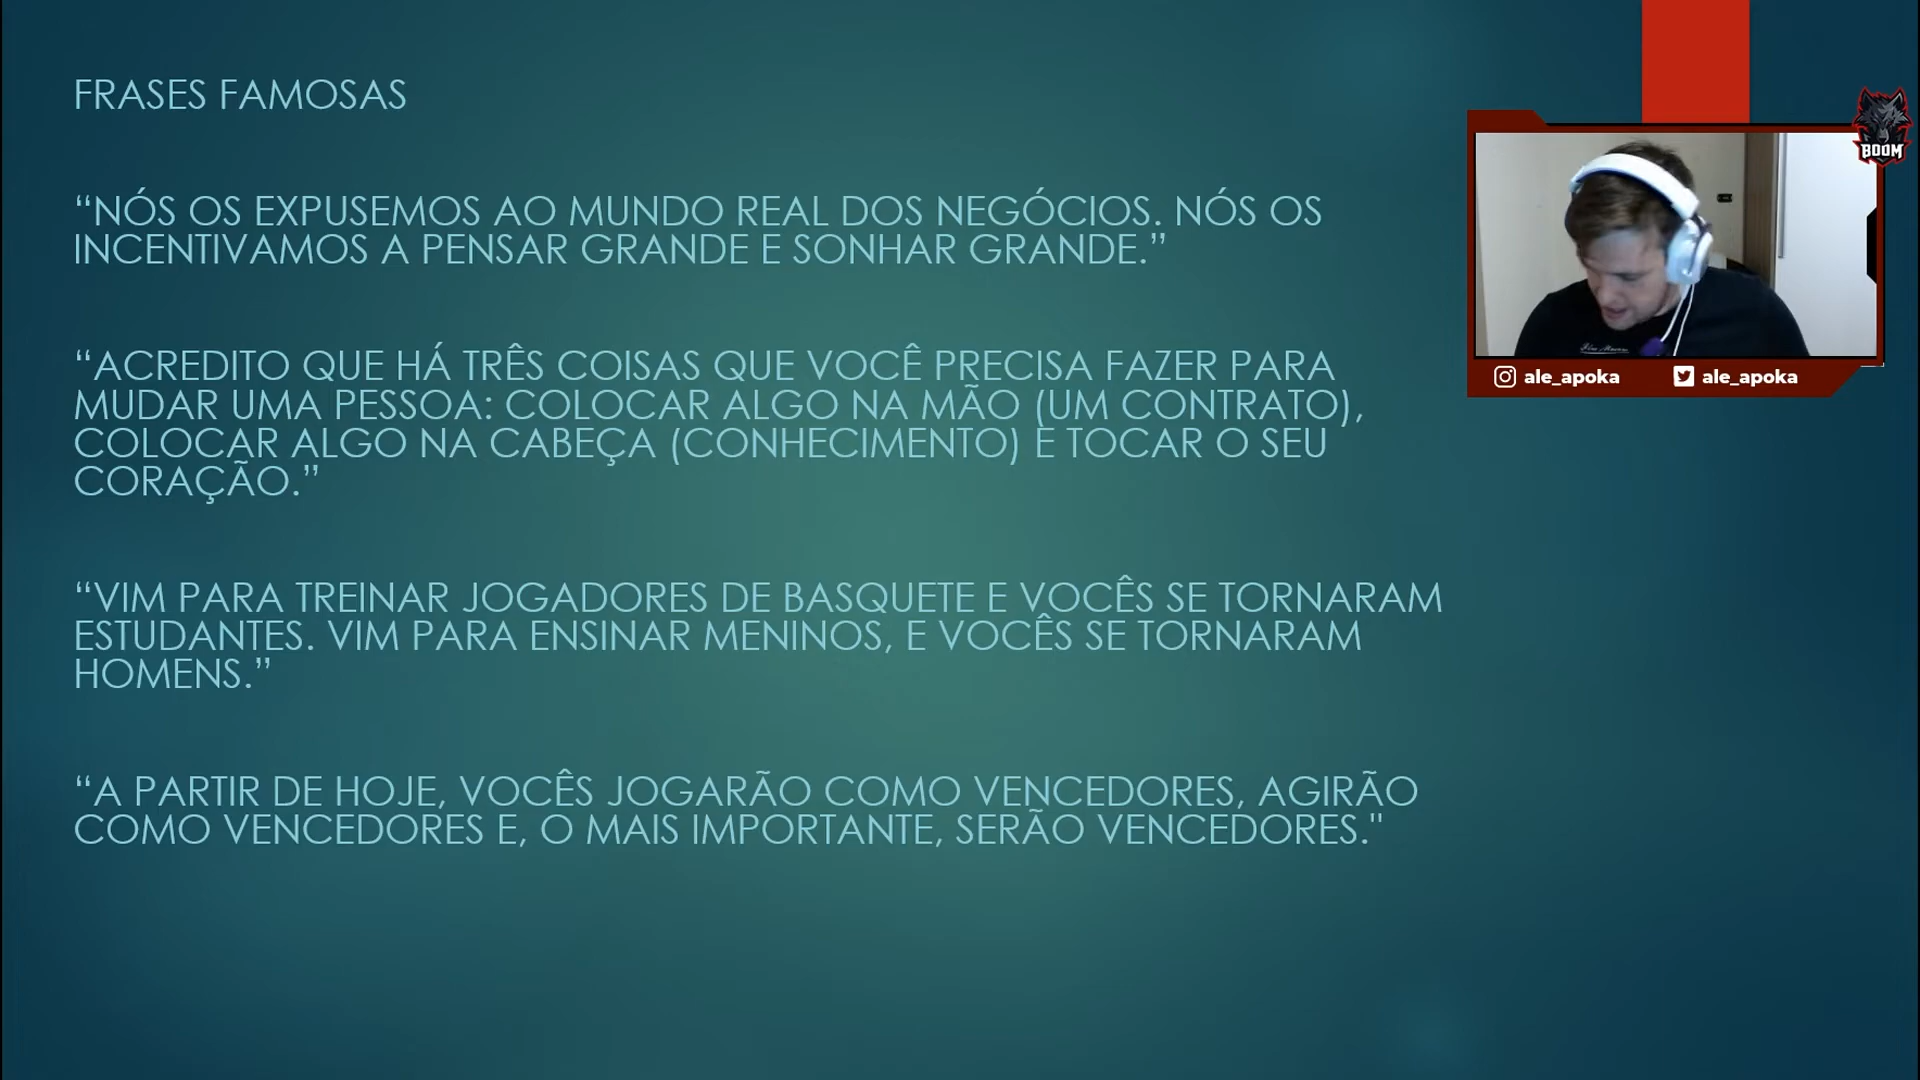 FRASES FAMOSAS
“NÓS OS EXPUSEMOS AO MUNDO REAL DOS NEGÓCIOS. NÓS OS
INCENTIVAMOS A PENSAR GRANDE E SONHAR GRANDE.”
“ACREDITO QUE HÁ TRÊS COISAS QUE VOCÊ PRECISA FAZER PARA
MUDAR UMA PESSOA: COLOCAR ALGO NA MÃO (UM CONTRATO),
COLOCAR ALGO NA CABEÇA (CONHECIMENTO) E TOCAR O SEU
CORAÇÃO.”
“VIM PARA TREINAR JOGADORES DE BASQUETE E VOCÊS SE TORNARAM
ESTUDANTES. VIM PARA ENSINAR MENINOS, E VOCÊS SE TORNARAM
HOMENS.”
“A PARTIR DE HOJE, VOCÊS JOGARÃO COMO VENCEDORES, AGIRÃO
COMO VENCEDORES E, O MAIS IMPORTANTE, SERÃO VENCEDORES."
BOOM
ale_apoka
ale_apoka